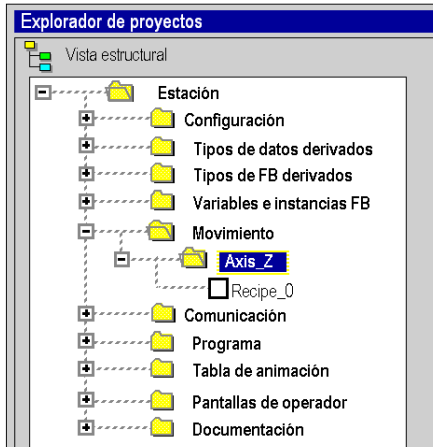 Explorador de proyectos
Vista estructural
Estación
Configuración
Tipos de datos derivados
Tipos de FB derivados
Variables e instancias FB
Movimiento
Axis_Z
Recipe_0
Comunicación
Programa
Tabla de animación
Pantallas de operador
Documentación